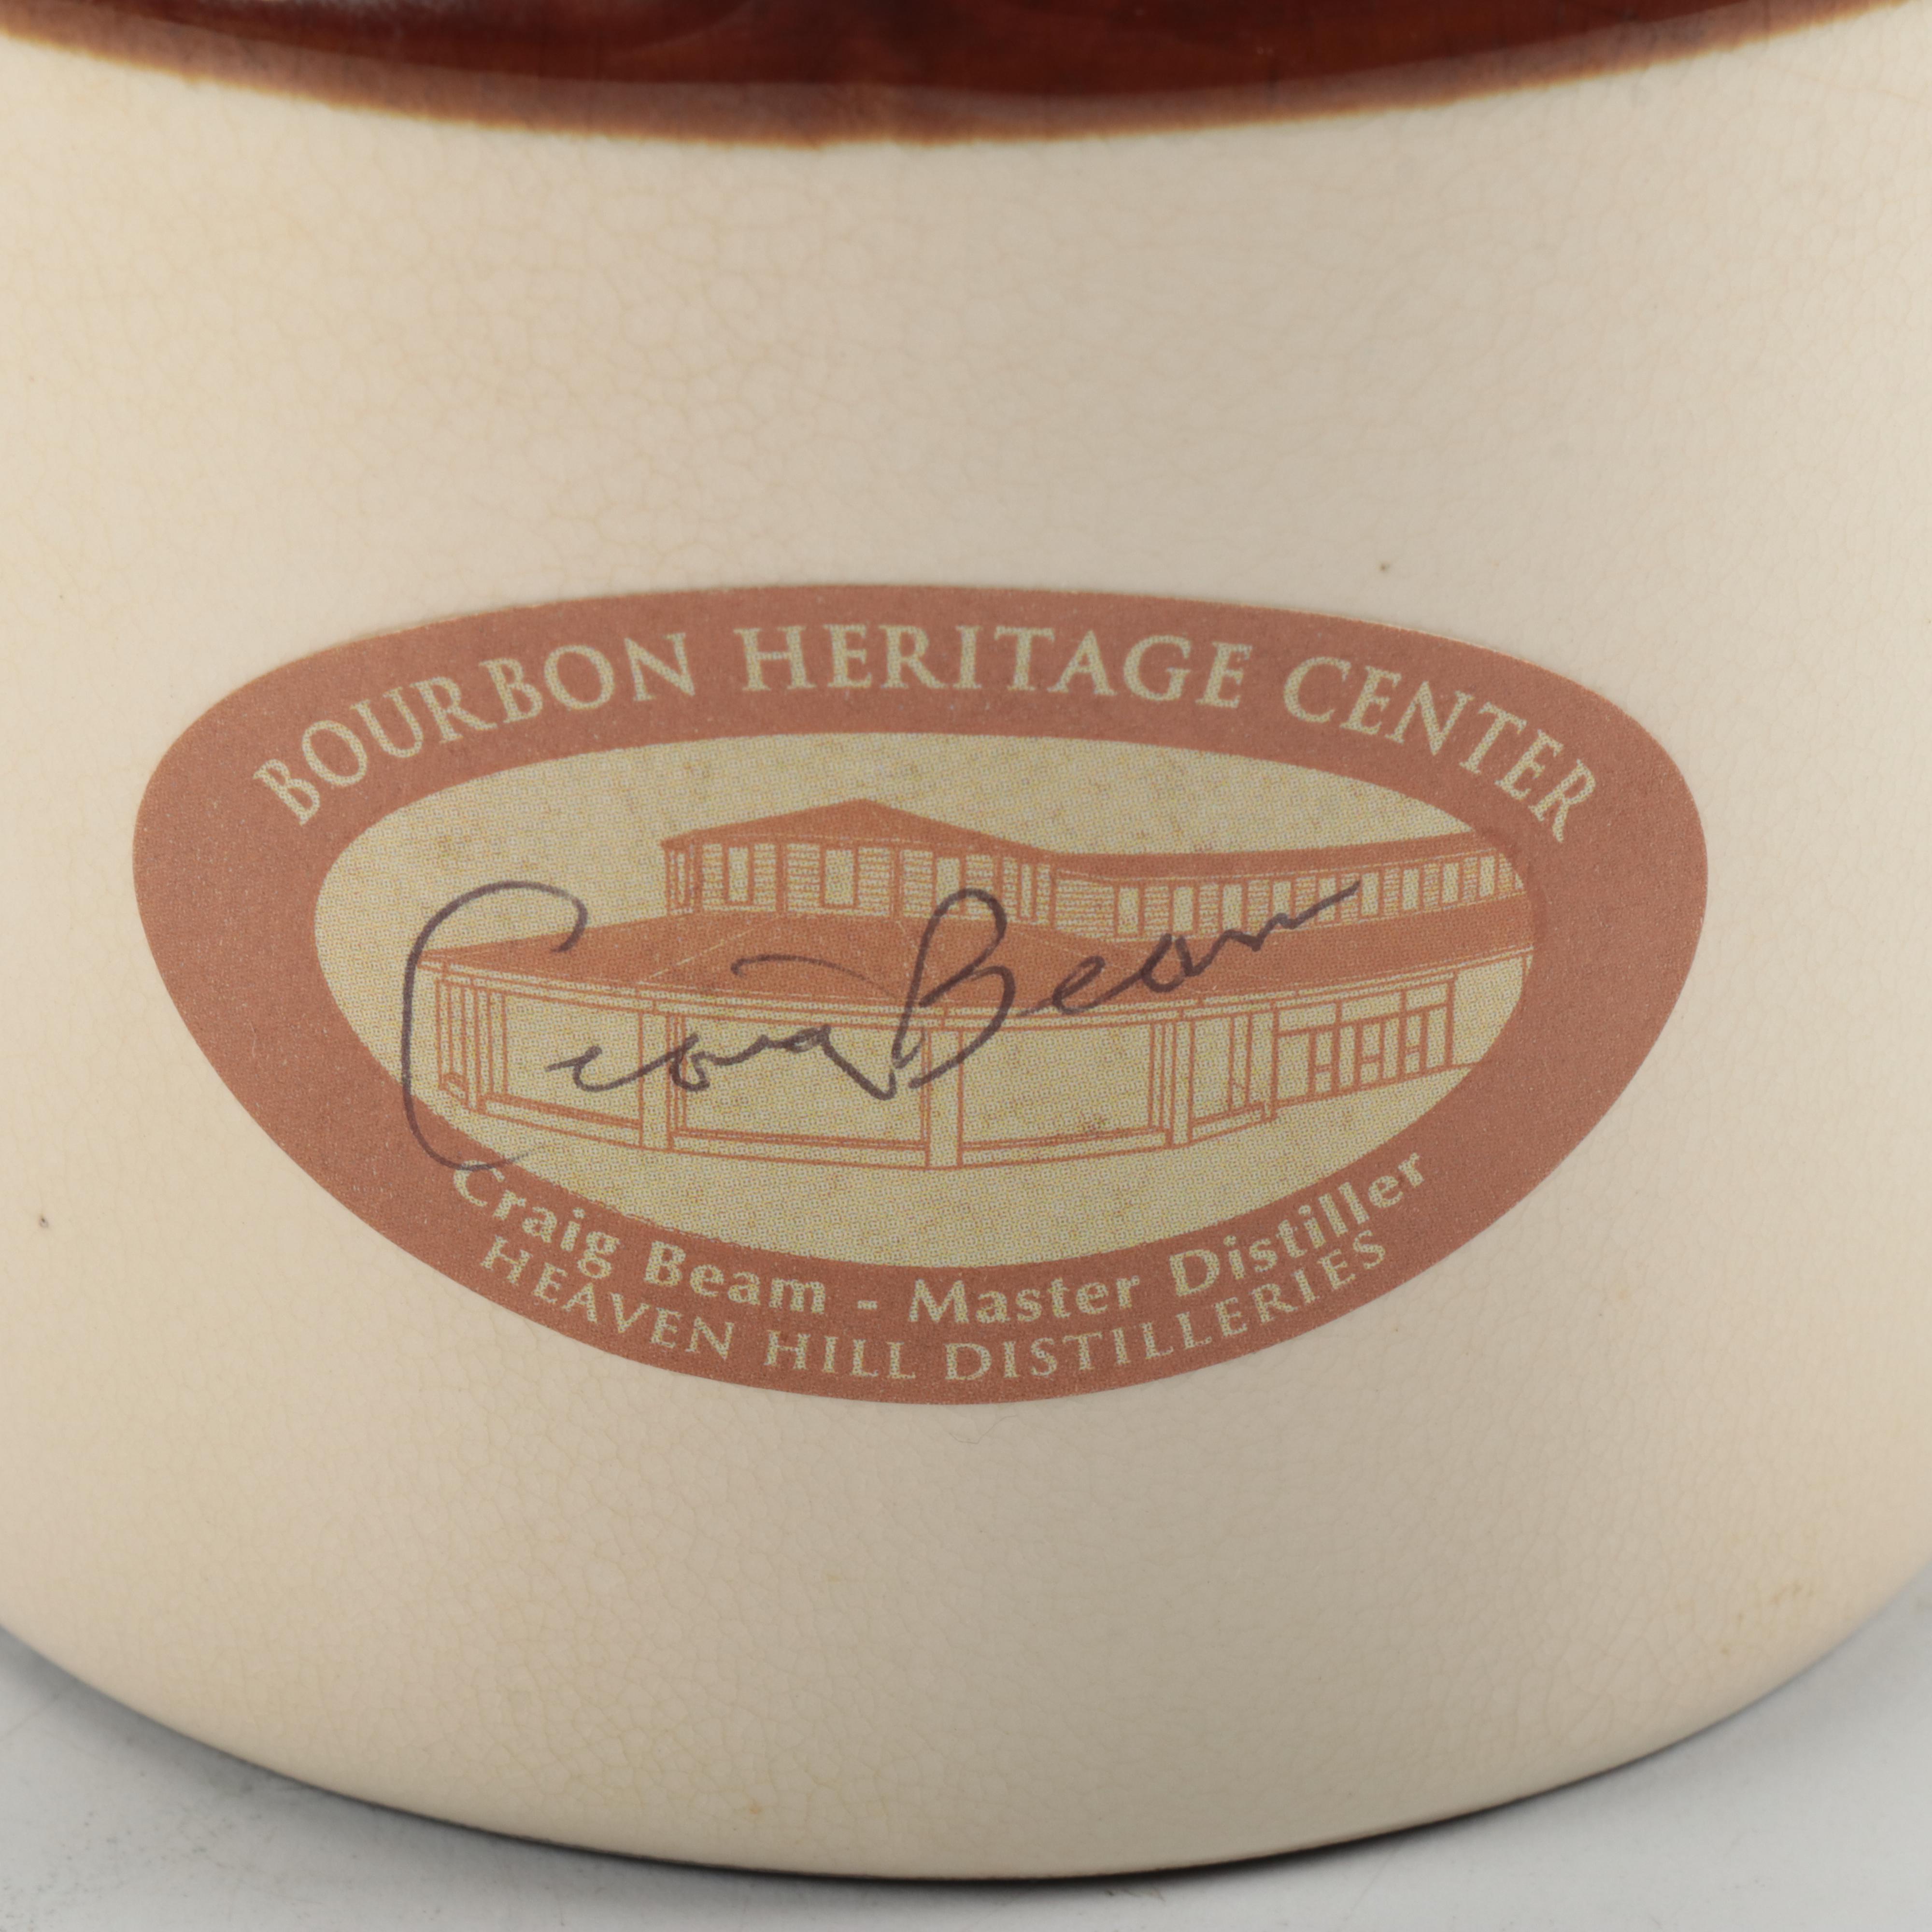 BOURBON HERITAGE CENTER
Craig Beam
Craig Beam - Master Distiller
HEAVEN HILL DISTILLERIES